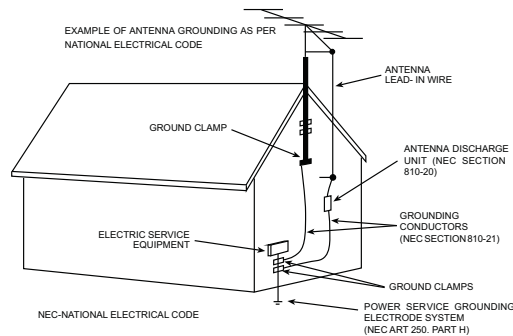 EXAMPLE OF ANTENNA GROUNDING AS PER
NATIONAL ELECTRICAL CODE
ANTENNA
LEAD- IN WIRE
GROUND CLAMP
ANTENNA DISCHARGE
UNIT (NEC SECTION
810-20)
GROUNDING
CONDUCTORS
(NEC SECTION 810-21)
ELECTRIC SERVICE
EQUIPMENT
GROUND CLAMPS
POWER SERVICE GROUNDING
ELECTRODE SYSTEM
(NEC ART 250. PART H)
NEC-NATIONAL ELECTRICAL CODE